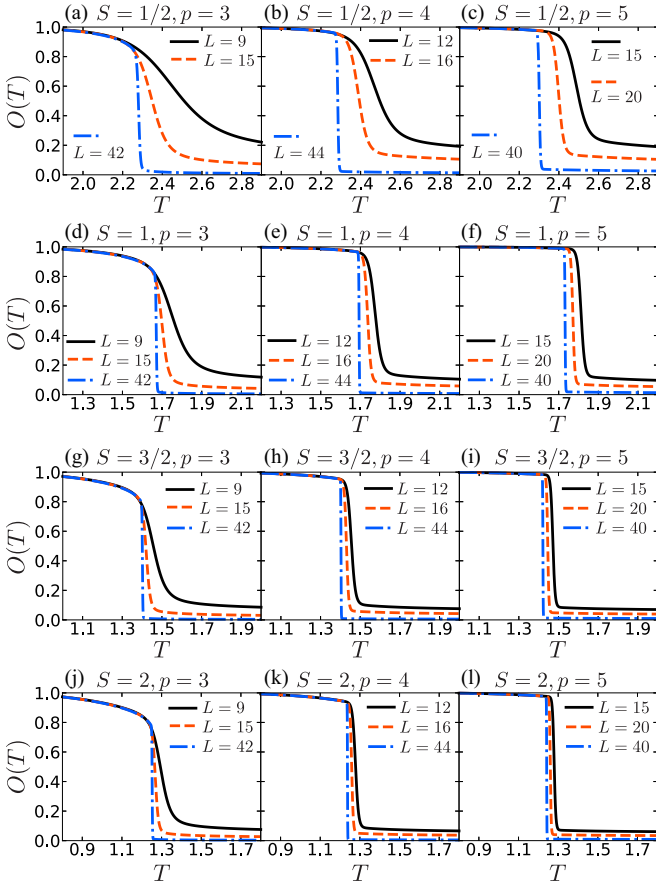 (a) S = 1/2, p = 3 (b) S = 1/2, p = 4 (c) S = 1/2, p = 5
O(T)
1.0
0.8
0.6
0.4
0.2
0.0
L = 9
L = 15
L = 42
L = 12
L = 16
L = 44
L = 15
L = 20
L = 40
2.0 2.2 2.4 2.6 2.8 2.0 2.2 2.4 2.6 2.8 2.0 2.2 2.4 2.6 2.8
T T T
(d) S = 1, p = 3 (e) S = 1, p = 4 (f) S = 1, p = 5
O(T)
1.0
0.8
0.6
0.4
0.2
0.0
L = 9
L = 15
L = 42
L = 12
L = 16
L = 44
L = 15
L = 20
L = 40
1.3 1.5 1.7 1.9 2.1 1.3 1.5 1.7 1.9 2.1 1.3 1.5 1.7 1.9 2.1
T T T
(g) S = 3/2, p = 3 (h) S = 3/2, p = 4 (i) S = 3/2, p = 5
O(T)
1.0
0.8
0.6
0.4
0.2
0.0
L = 9
L = 15
L = 42
L = 12
L = 16
L = 44
L = 15
L = 20
L = 40
1.1 1.3 1.5 1.7 1.9 1.1 1.3 1.5 1.7 1.9 1.1 1.3 1.5 1.7 1.9
T T T
(j) S = 2, p = 3 (k) S = 2, p = 4 (l) S = 2, p = 5
O(T)
1.0
0.8
0.6
0.4
0.2
0.0
L = 9
L = 15
L = 42
L = 12
L = 16
L = 44
L = 15
L = 20
L = 40
0.9 1.1 1.3 1.5 1.7 0.9 1.1 1.3 1.5 1.7 0.9 1.1 1.3 1.5 1.7
T T T